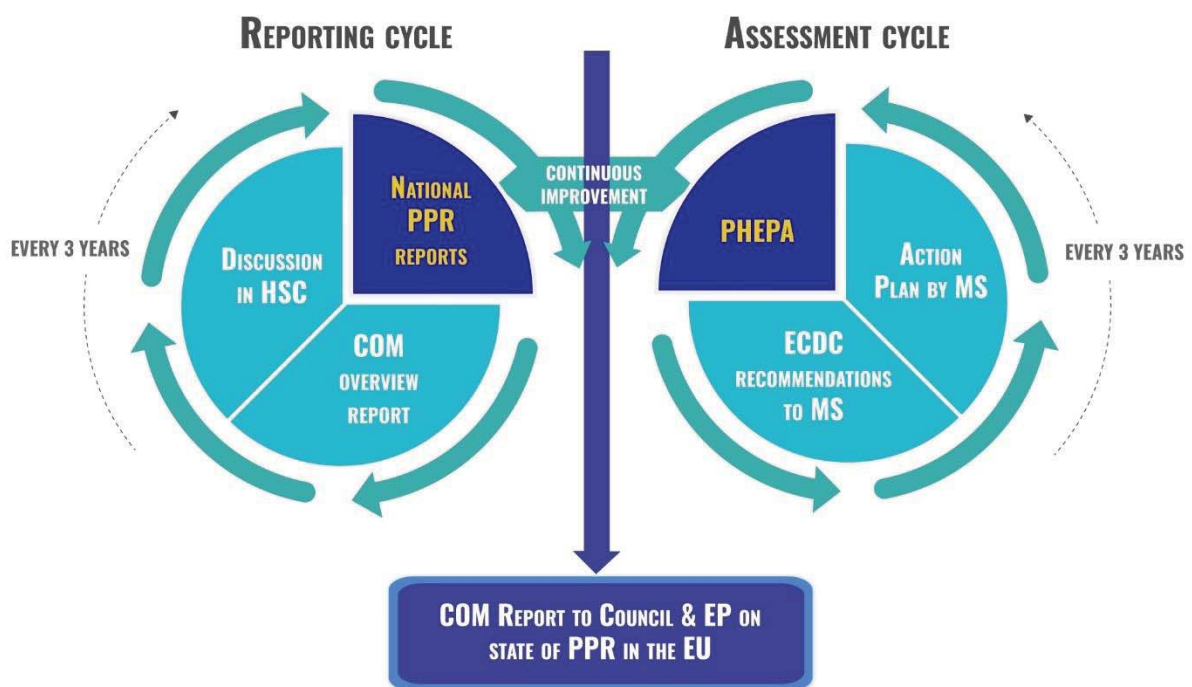 Reporting cycle
Assessment cycle
National
PPR
reports
Discussion
in HSC
COM
overview
report
EVERY 3 YEARS
CONTINUOUS
IMPROVEMENT
PHEPA
Action
Plan by MS
ECDC
recommendations
to MS
EVERY 3 YEARS
COM Report to Council & EP on
state of PPR in the EU